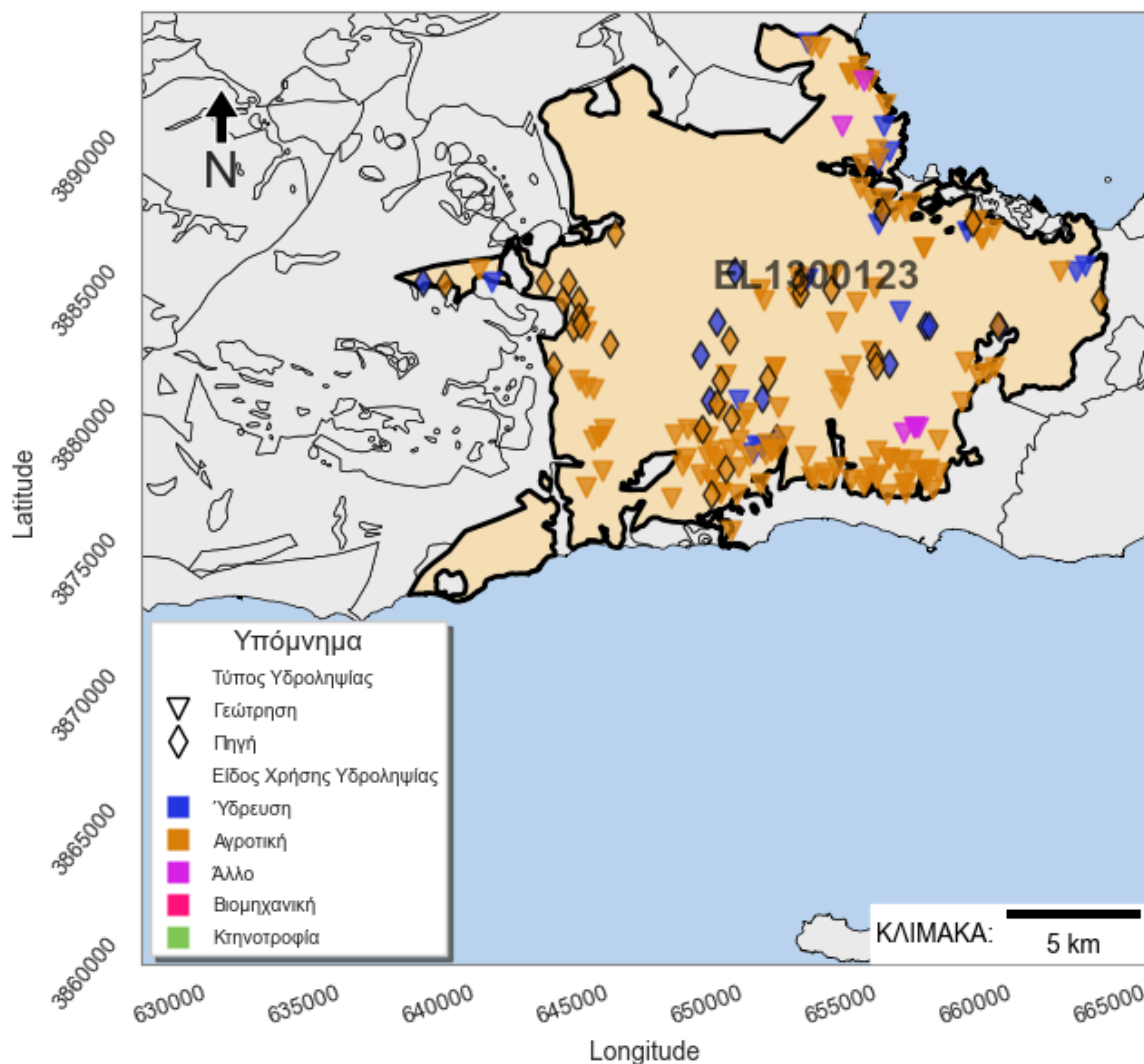 N
EL1300123
3890000
3885000
3880000
3875000
3870000
3865000
3860000
Latitude
Υπόμνημα
Τύπος Υδροληψίας
Γεώτρηση
Πηγή
Είδος Χρήσης Υδροληψίας
Ύδρευση
Αγροτική
Άλλο
Βιομηχανική
Κτηνοτροφία
ΚΛΙΜΑΚΑ:
5 km
630000
635000
640000
645000
650000
655000
660000
665000
Longitude